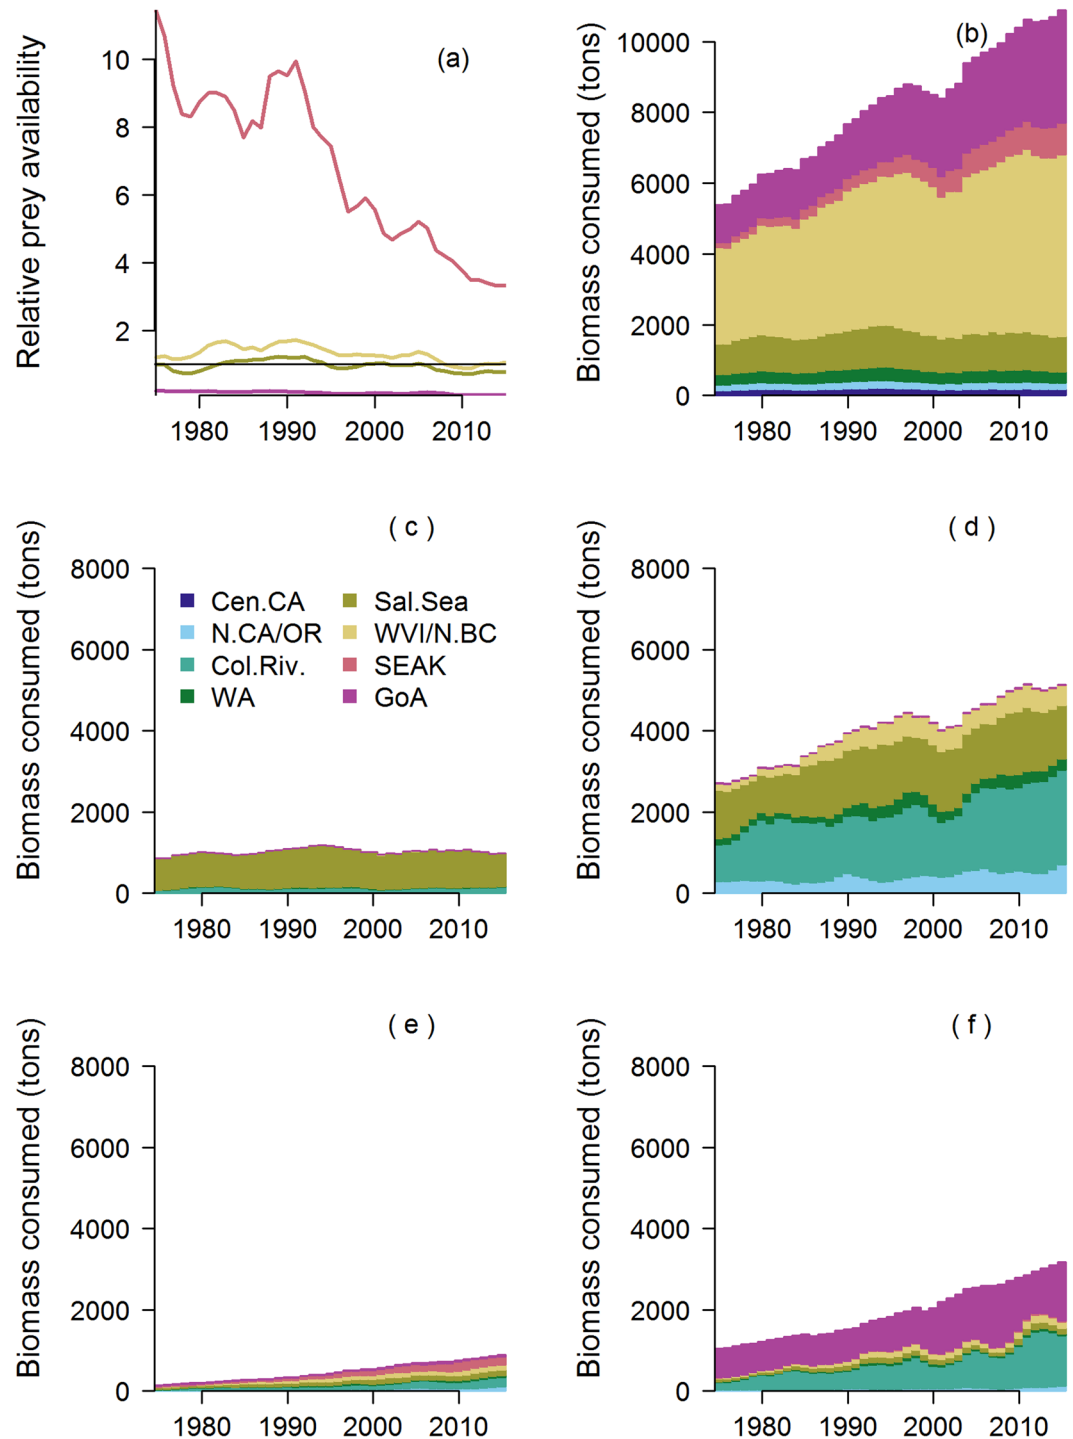 Relative prey availability
(a)
10
8
6
4
2
1980 1990 2000 2010
Biomass consumed (tons)
(b)
10000
8000
6000
4000
2000
0
1980 1990 2000 2010
Biomass consumed (tons)
( c )
8000
6000
4000
2000
0
Cen.CA Sal.Sea
N.CA/OR WVI/N.BC
Col.Riv. SEAK
WA GoA
1980 1990 2000 2010
Biomass consumed (tons)
( d )
8000
6000
4000
2000
0
1980 1990 2000 2010
Biomass consumed (tons)
( e )
8000
6000
4000
2000
0
1980 1990 2000 2010
Biomass consumed (tons)
( f )
8000
6000
4000
2000
0
1980 1990 2000 2010